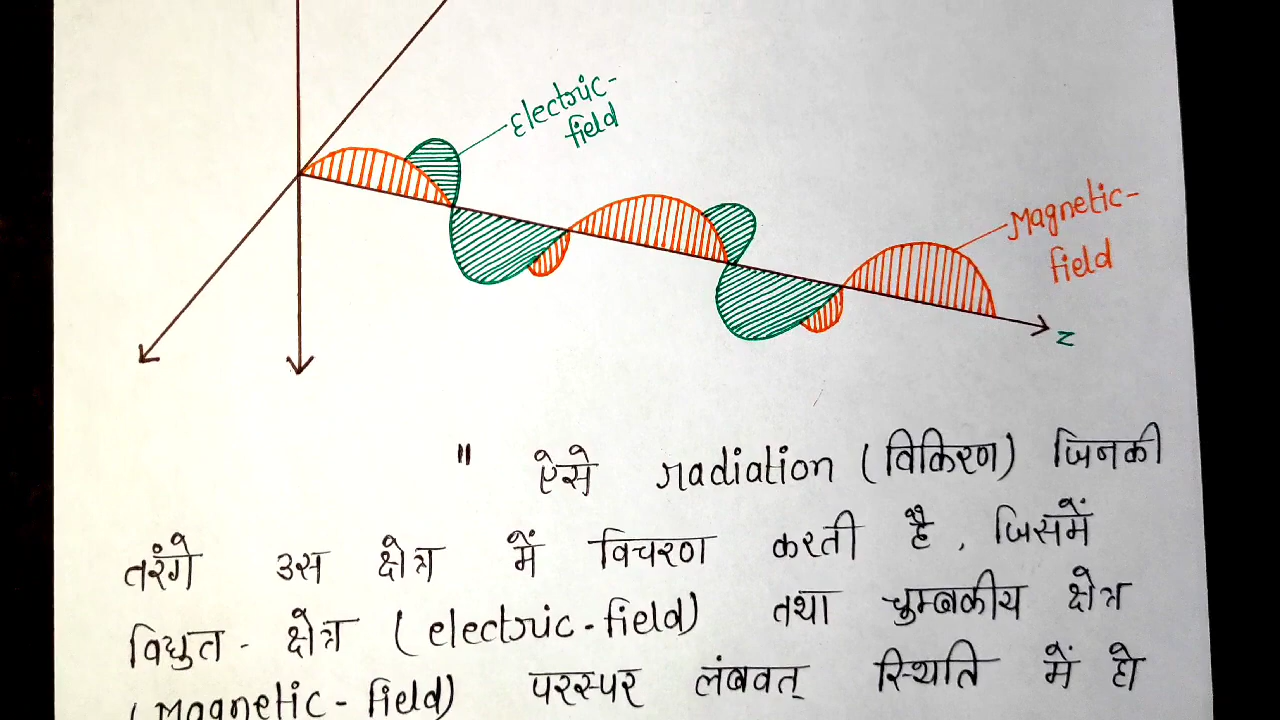 Electric-
field
Magnetic-
field
z
" ऐसे radiation (विकिरण) जिनकी
तरंगे उस क्षेत्र में विचरण करती है, जिसमें
विधुत - क्षेत्र (electric-field) तथा चुम्बकीय क्षेत्र
(Magnetic-field) परस्पर लंबवत् स्थिति में हो